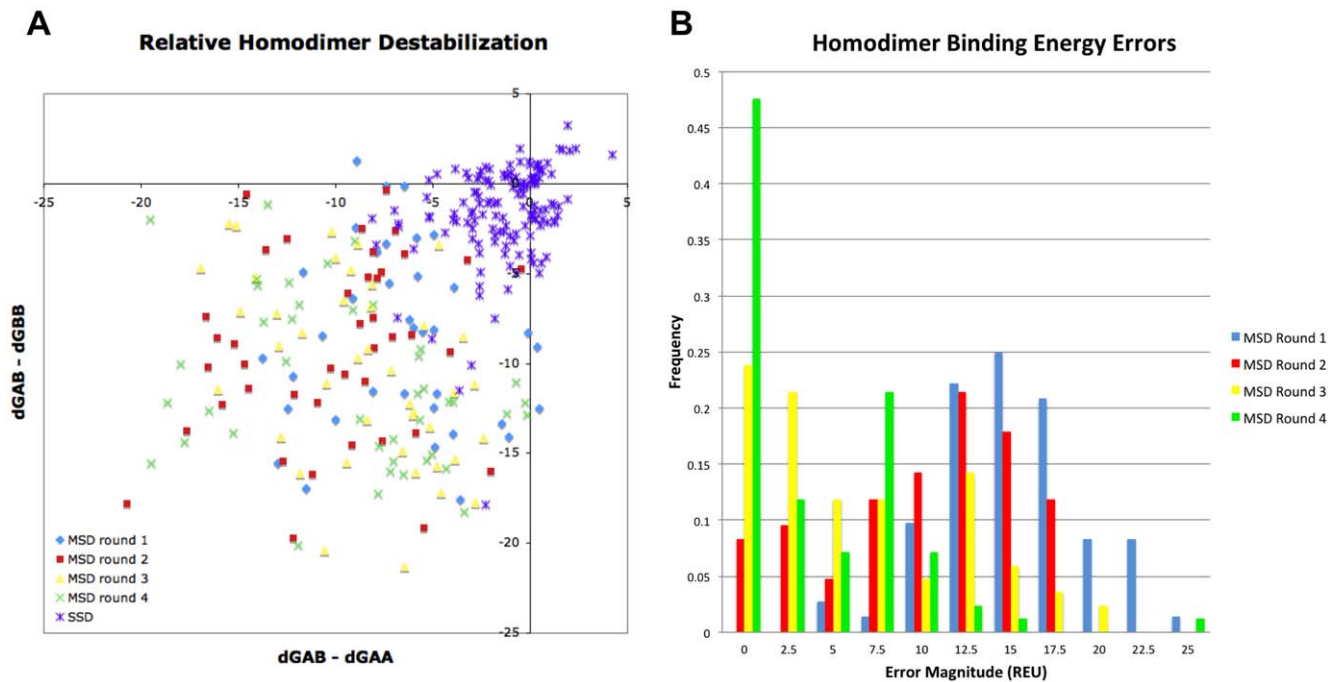 A
Relative Homodimer Destabilization
5
-25
-20
-15
-10
-5
0
5
-5
-10
-15
-20
-25
dGAB - dGBB
dGAB - dGAA
MSD round 1
MSD round 2
MSD round 3
MSD round 4
SSD
B
Homodimer Binding Energy Errors
0.5
0.45
0.4
0.35
0.3
0.25
0.2
0.15
0.1
0.05
0
Frequency
0 2.5 5 7.5 10 12.5 15 17.5 20 22.5 25
Error Magnitude (REU)
MSD Round 1
MSD Round 2
MSD Round 3
MSD Round 4